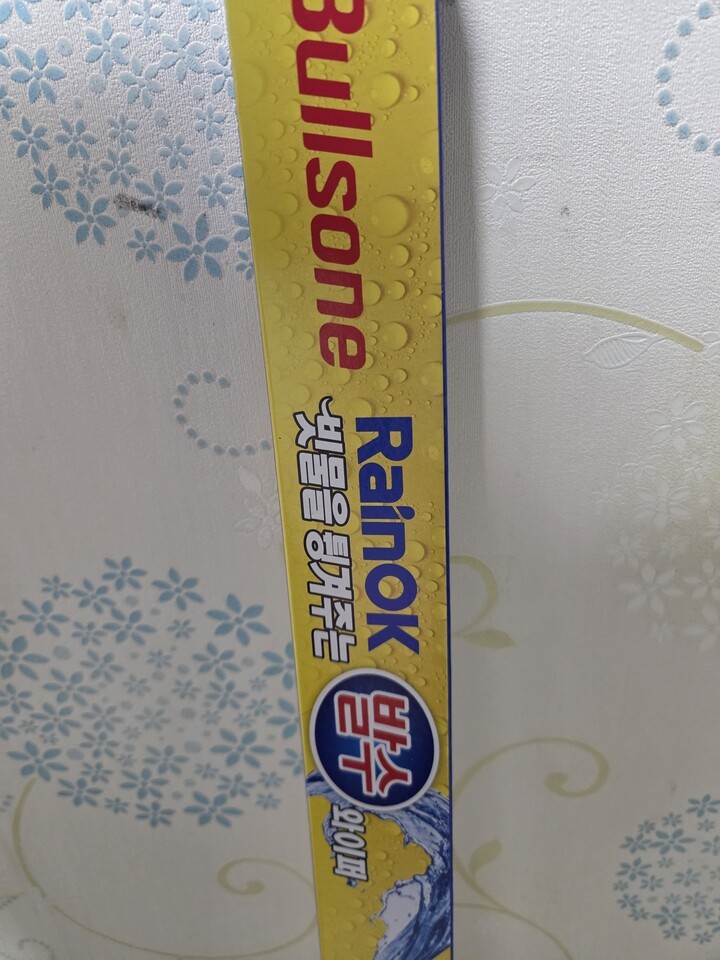 Bullsone
RainOK
빗물을 튕겨주는
발수
와이퍼